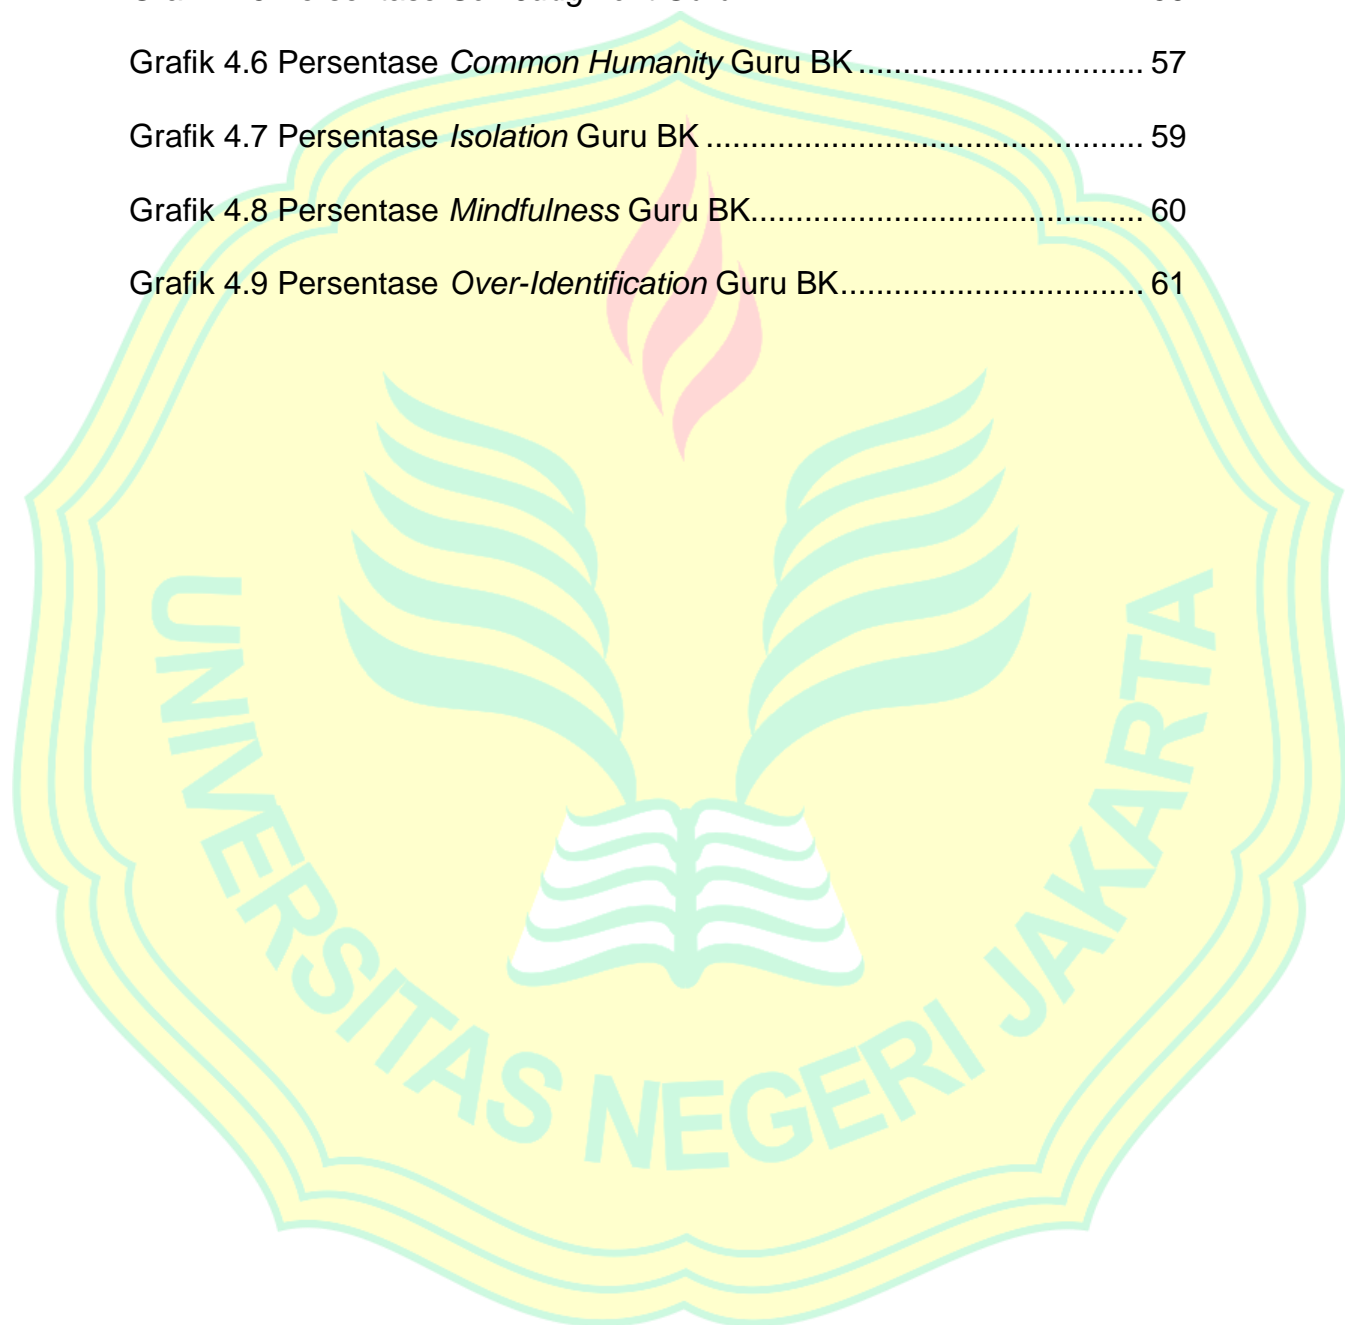 Grafik 4.6 Persentase Common Humanity Guru BK ................................ 57
Grafik 4.7 Persentase Isolation Guru BK ................................................. 59
Grafik 4.8 Persentase Mindfulness Guru BK............................................ 60
Grafik 4.9 Persentase Over-Identification Guru BK.................................. 61
UNIVERSITAS NEGERI JAKARTA